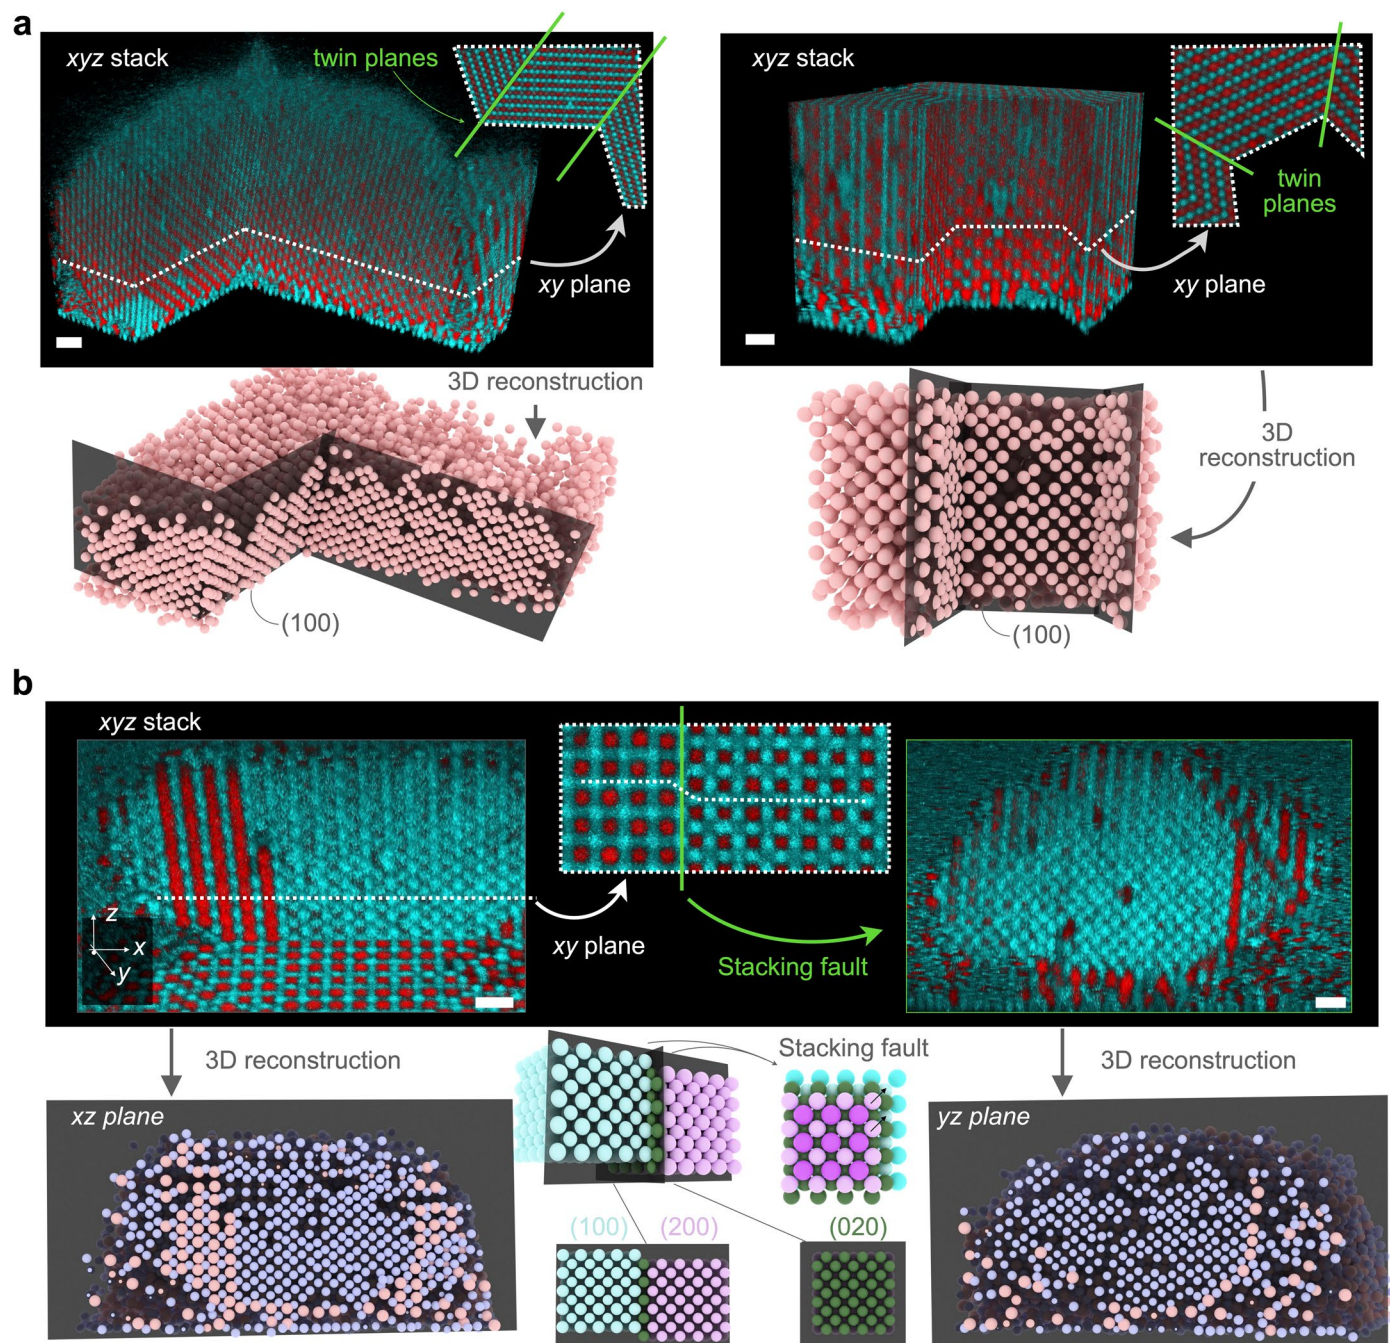 a
xyz stack
twin planes
xy plane
3D reconstruction
(100)
xyz stack
twin
planes
xy plane
3D
reconstruction
(100)
b
xyz stack
z
x
y
xy plane
Stacking fault
3D reconstruction
xz plane
Stacking fault
(100)
(200)
(020)
3D reconstruction
yz plane